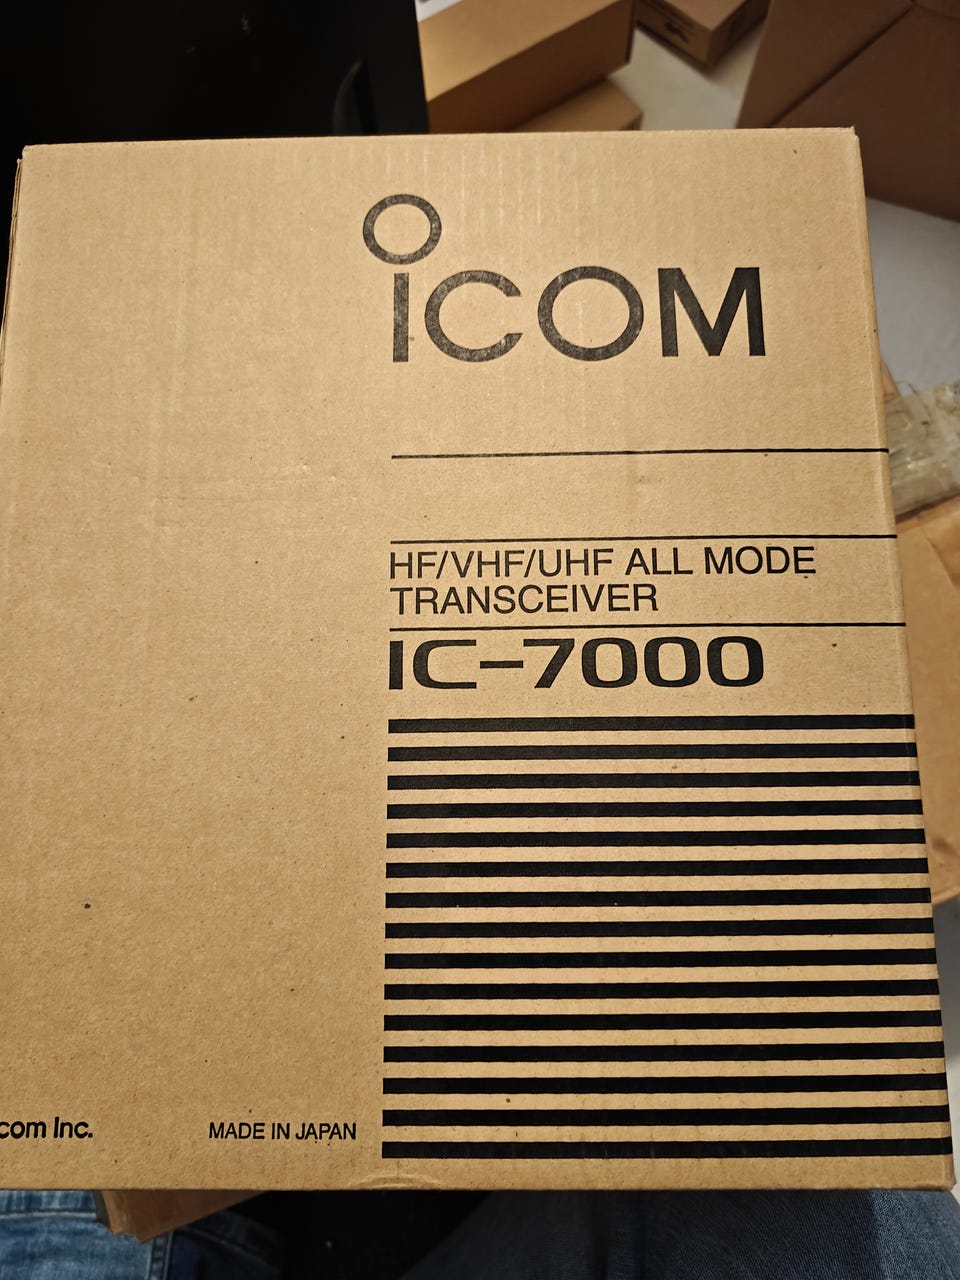 ICOM
HF/VHF/UHF ALL MODE
TRANSCEIVER
IC-7000
com Inc.
MADE IN JAPAN